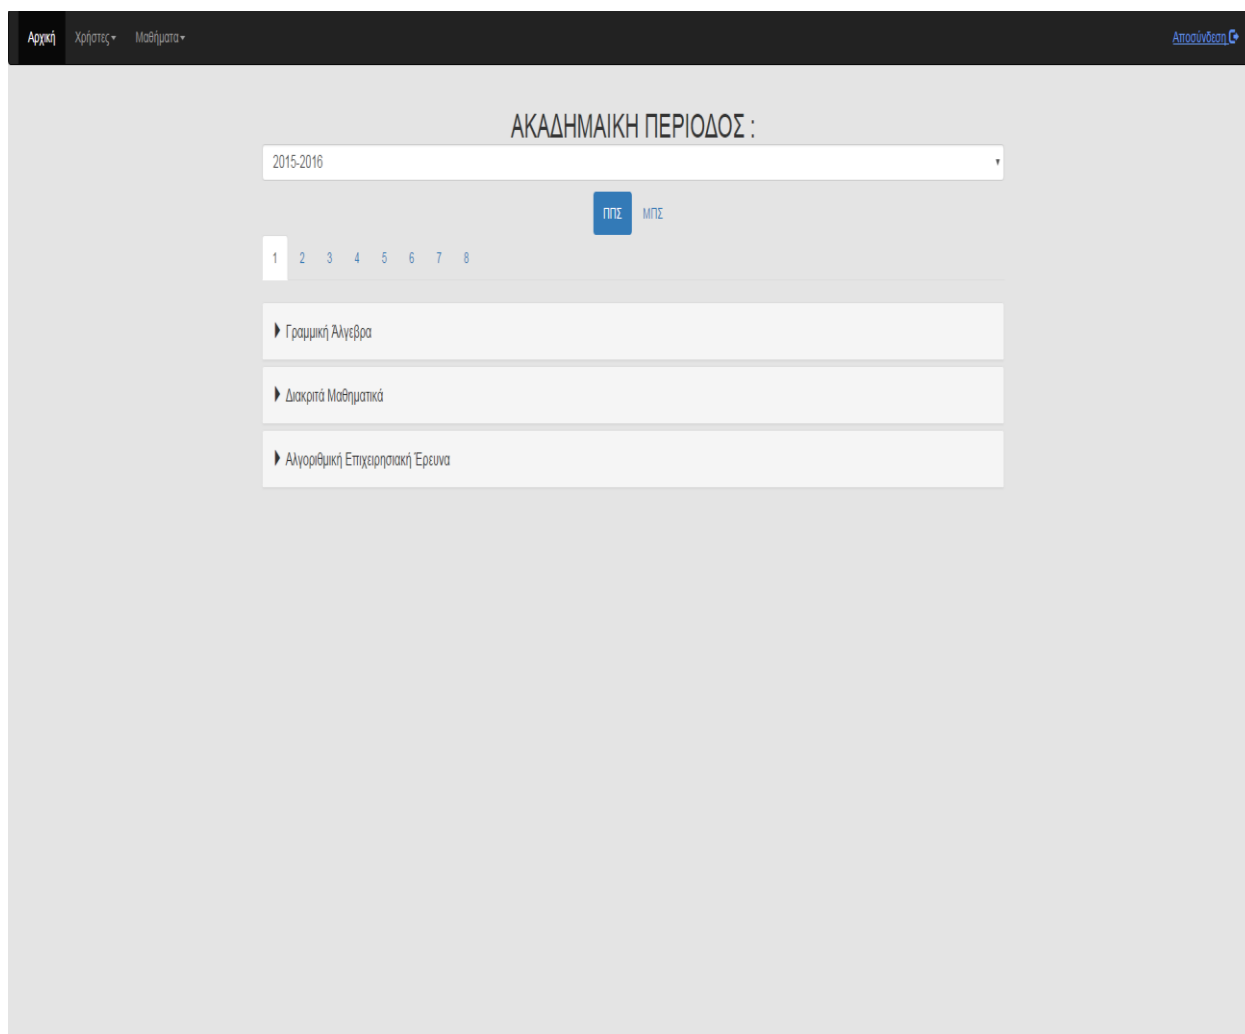 Αρχική Χρήστες Μαθήματα Αποσύνδεση
ΑΚΑΔΗΜΑΙΚΗ ΠΕΡΙΟΔΟΣ :
2015-2016
ΠΠΣ ΜΠΣ
1 2 3 4 5 6 7 8
Γραμμική Άλγεβρα
Διακριτά Μαθηματικά
Αλγοριθμική Επιχειρησιακή Έρευνα